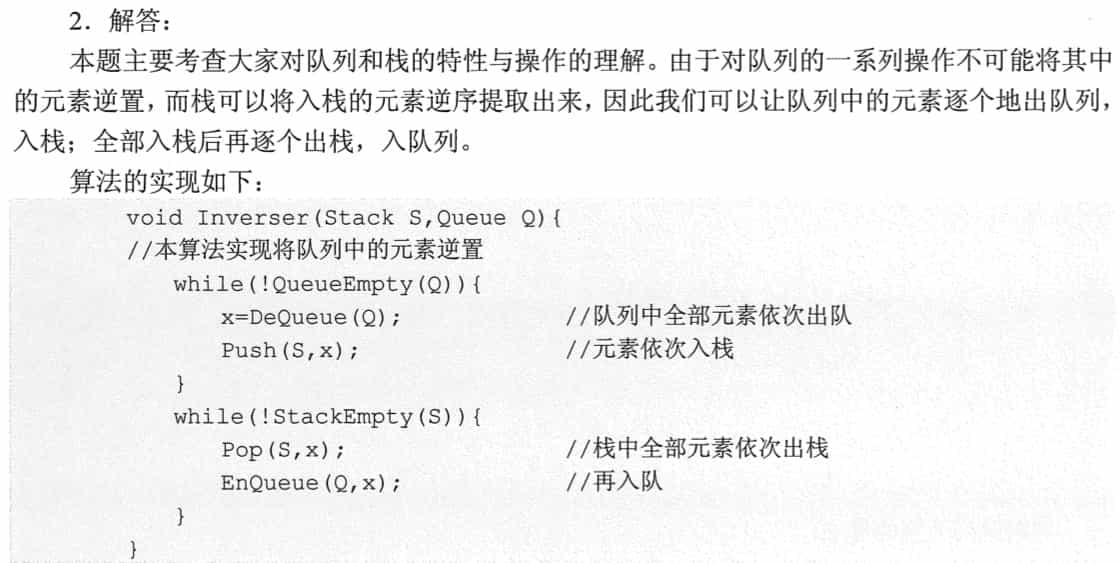 2．解答：
本题主要考查大家对队列和栈的特性与操作的理解。由于对队列的一系列操作不可能将其中
的元素逆置，而栈可以将入栈的元素逆序提取出来，因此我们可以让队列中的元素逐个地出队列，
入栈；全部入栈后再逐个出栈，入队列。
算法的实现如下：
void Inverser(Stack S,Queue Q){
//本算法实现将队列中的元素逆置
while(!QueueEmpty(Q)){
x=DeQueue(Q); //队列中全部元素依次出队
Push(S,x); //元素依次入栈
}
while(!StackEmpty(S)){
Pop(S,x); //栈中全部元素依次出栈
EnQueue(Q,x); //再入队
}
}